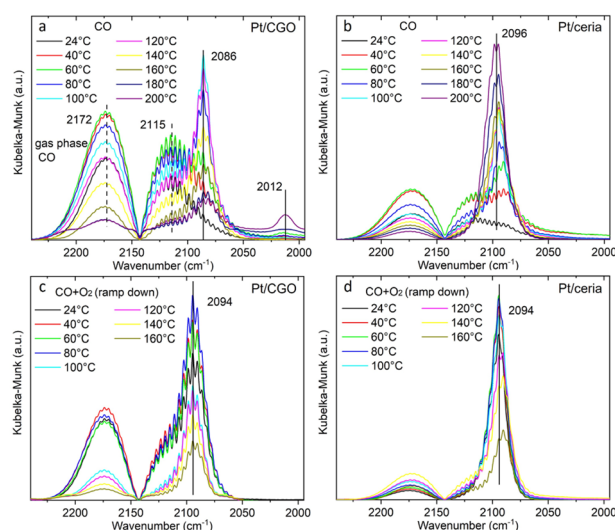 a
CO
Pt/CGO
24°C
40°C
60°C
80°C
100°C
120°C
140°C
160°C
180°C
200°C
2086
2172
2115
gas phase
CO
2012
Kubelka-Munk (a.u.)
2200
2150
2100
2050
2000
Wavenumber (cm⁻¹)
b
CO
Pt/ceria
24°C
40°C
60°C
80°C
100°C
120°C
140°C
160°C
180°C
200°C
2096
Kubelka-Munk (a.u.)
2200
2150
2100
2050
2000
Wavenumber (cm⁻¹)
c
CO+O₂ (ramp down)
Pt/CGO
24°C
40°C
60°C
80°C
100°C
120°C
140°C
160°C
2094
Kubelka-Munk (a.u.)
2200
2150
2100
2050
2000
Wavenumber (cm⁻¹)
d
CO+O₂ (ramp down)
Pt/ceria
24°C
40°C
60°C
80°C
100°C
120°C
140°C
160°C
2094
Kubelka-Munk (a.u.)
2200
2150
2100
2050
2000
Wavenumber (cm⁻¹)